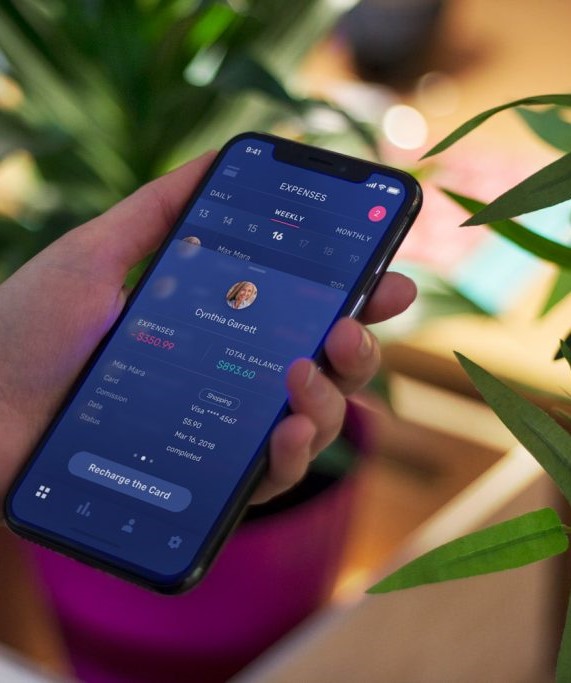 9:41
EXPENSES
2
DAILY WEEKLY MONTHLY
13 14 15 16 17 18 19
Max Mara
Cynthia Garrett
EXPENSES TOTAL BALANCE
-$350.99 $893.60
Max Mara Shopping
Card Visa **** 4567
Comission $5.90
Date Mar 16, 2018
Status completed
Recharge the Card